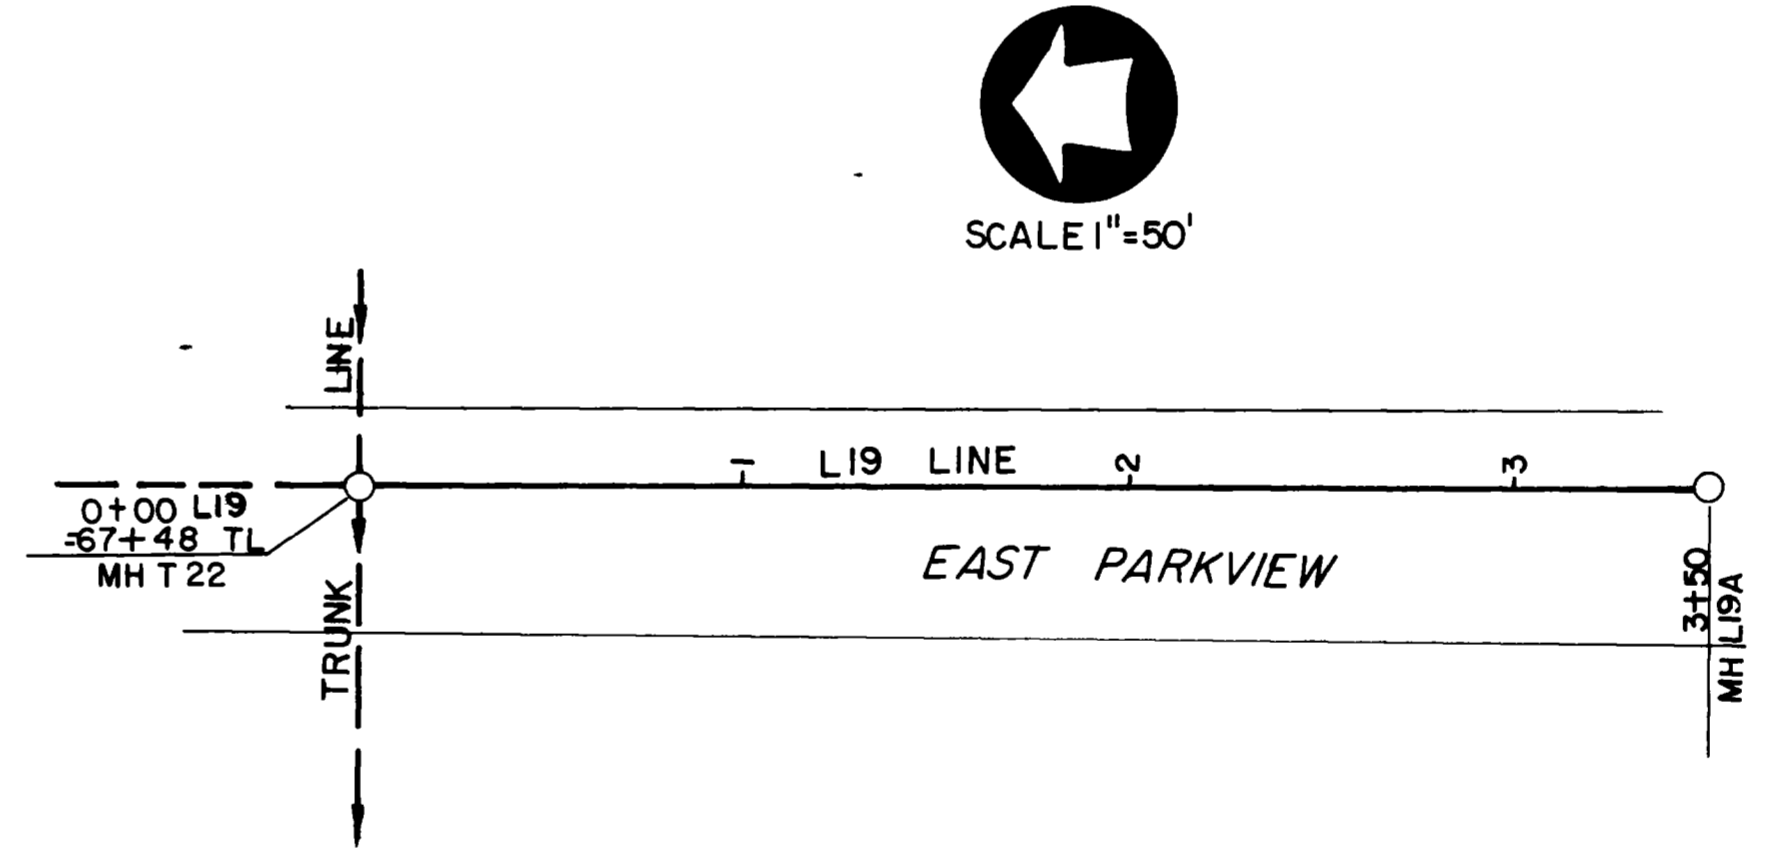 SCALE 1"=50'
LINE
1 L19 LINE 2 3
0+00 L19
=67+48 TL
MH T22
EAST PARKVIEW
TRUNK
3+50
MH L19A